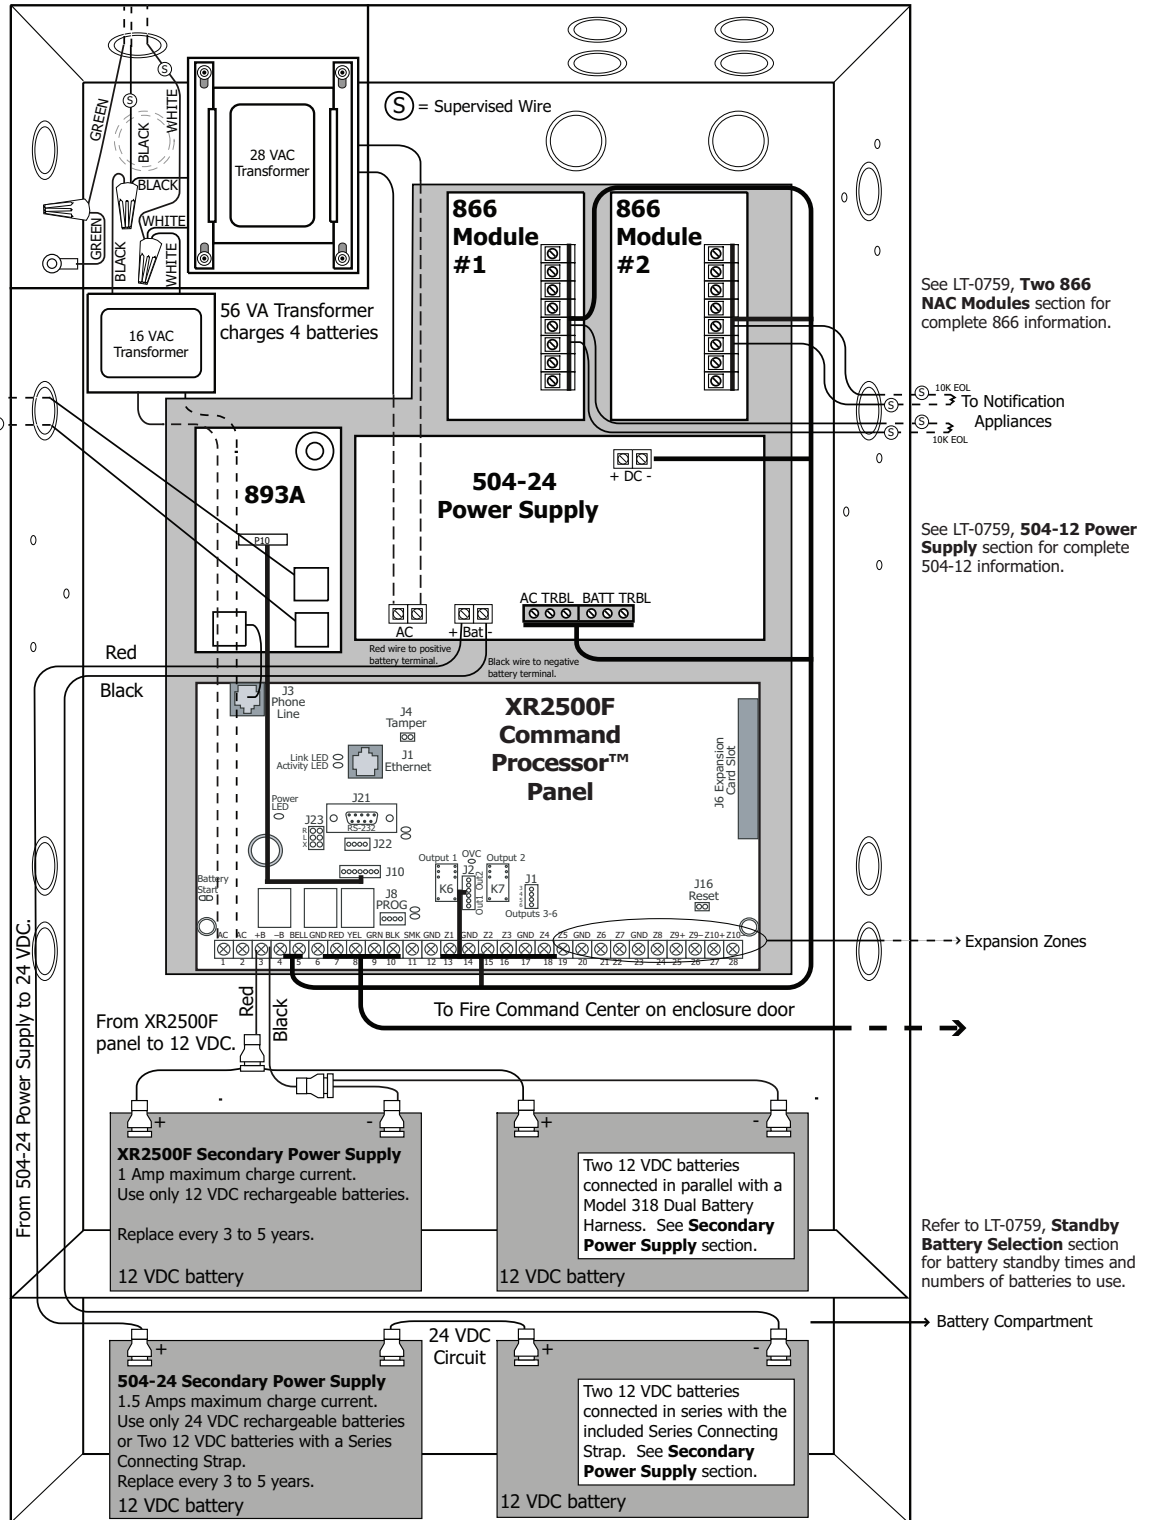 GREEN
BLACK
WHITE
S
S
S = Supervised Wire
28 VAC
Transformer
BLACK
WHITE
GREEN
BLACK
WHITE
56 VA Transformer
charges 4 batteries
16 VAC
Transformer
866
Module
#1
866
Module
#2
See LT-0759, Two 866
NAC Modules section for
complete 866 information.
S 10K EOL
S
To Notification
Appliances
S
S
10K EOL
893A
P10
504-24
Power Supply
+ DC -
See LT-0759, 504-12 Power
Supply section for complete
504-12 information.
AC TRBL BATT TRBL
AC
+ Bat -
Red wire to positive
battery terminal.
Black wire to negative
battery terminal.
Red
Black
J3
Phone
Line
J4
Tamper
J1
Ethernet
Link LED
Activity LED
XR2500F
Command
Processor™
Panel
J6 Expansion
Card Slot
Power
LED
J21
RS-232
J23
R
L
X
J22
J10
Battery
Start
J8
PROG
Output 1
OVC
Output 2
J2
K6
K7
Out1 Out2
J1
3
4
5
6
Outputs 3-6
J16
Reset
AC AC +B -B BELL GND RED YEL GRN BLK SMK GND Z1 GND Z2 Z3 GND Z4 Z5 GND Z6 Z7 GND Z8 Z9+ Z9- Z10+ Z10-
1 2 3 4 5 6 7 8 9 10 11 12 13 14 15 16 17 18 19 20 21 22 23 24 25 26 27 28
Expansion Zones
Red
Black
From XR2500F
panel to 12 VDC.
To Fire Command Center on enclosure door
From 504-24 Power Supply to 24 VDC.
+ -
XR2500F Secondary Power Supply
1 Amp maximum charge current.
Use only 12 VDC rechargeable batteries.
Replace every 3 to 5 years.
12 VDC battery
+ -
Two 12 VDC batteries
connected in parallel with a
Model 318 Dual Battery
Harness. See Secondary
Power Supply section.
12 VDC battery
Refer to LT-0759, Standby
Battery Selection section
for battery standby times and
numbers of batteries to use.
Battery Compartment
24 VDC
Circuit
+
504-24 Secondary Power Supply
1.5 Amps maximum charge current.
Use only 24 VDC rechargeable batteries
or Two 12 VDC batteries with a Series
Connecting Strap.
Replace every 3 to 5 years.
12 VDC battery
+ -
Two 12 VDC batteries
connected in series with the
included Series Connecting
Strap. See Secondary
Power Supply section.
12 VDC battery